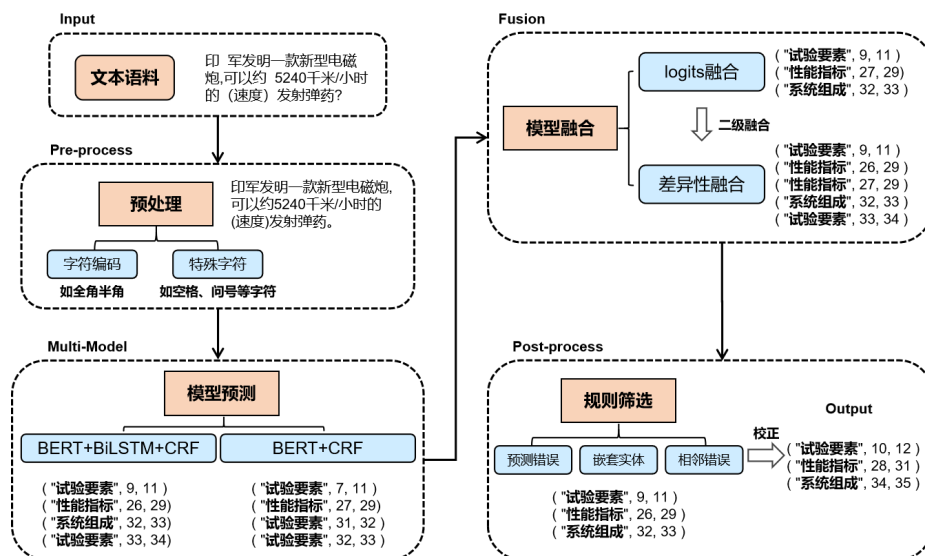 Input
文本语料
印 军发明一款新型电磁
炮,可以约 5240千米/小时
的（速度）发射弹药?
Pre-process
预处理
印军发明一款新型电磁炮,
可以约5240千米/小时的
(速度)发射弹药。
字符编码
特殊字符
如全角半角
如空格、问号等字符
Multi-Model
模型预测
BERT+BiLSTM+CRF
BERT+CRF
( "试验要素", 9, 11 )
( "性能指标", 26, 29 )
( "系统组成", 32, 33 )
( "试验要素", 33, 34 )
( "试验要素", 7, 11 )
( "性能指标", 27, 29 )
( "试验要素", 31, 32 )
( "试验要素", 32, 33 )
Fusion
模型融合
logits融合
( "试验要素", 9, 11 )
( "性能指标", 27, 29)
( "系统组成", 32, 33 )
二级融合
差异性融合
( "试验要素", 9, 11 )
( "性能指标", 26, 29 )
( "性能指标", 27, 29 )
( "系统组成", 32, 33 )
( "试验要素", 33, 34 )
Post-process
规则筛选
预测错误
嵌套实体
相邻错误
( "试验要素", 9, 11 )
( "性能指标", 26, 29 )
( "系统组成", 32, 33 )
校正
Output
( "试验要素", 10, 12 )
( "性能指标", 28, 31 )
( "系统组成", 34, 35 )